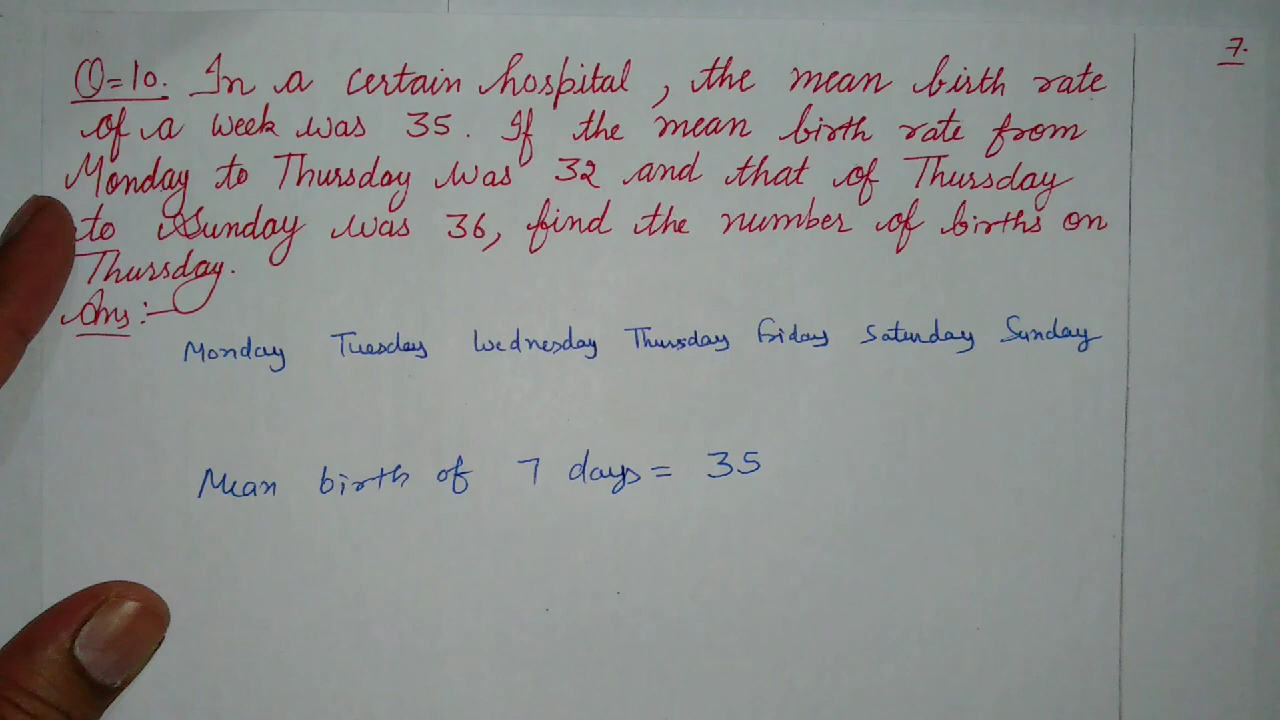 7.
Q=10. In a certain hospital, the mean birth rate
of a week was 35. If the mean birth rate from
Monday to Thursday was 32 and that of Thursday
to Sunday was 36, find the number of births on
Thursday.
Ans:-
Monday Tuesday Wednesday Thursday Friday Saturday Sunday
Mean birth of 7 days = 35